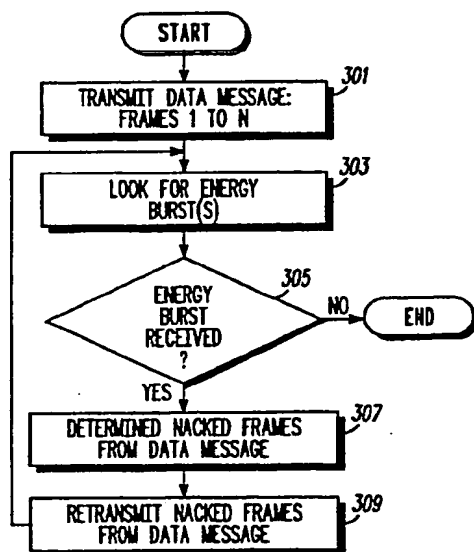 START
301
TRANSMIT DATA MESSAGE:
FRAMES 1 TO N
303
LOOK FOR ENERGY
BURST(S)
305
ENERGY
BURST
RECEIVED
?
NO
END
YES
307
DETERMINED NACKED FRAMES
FROM DATA MESSAGE
309
RETRANSMIT NACKED FRAMES
FROM DATA MESSAGE